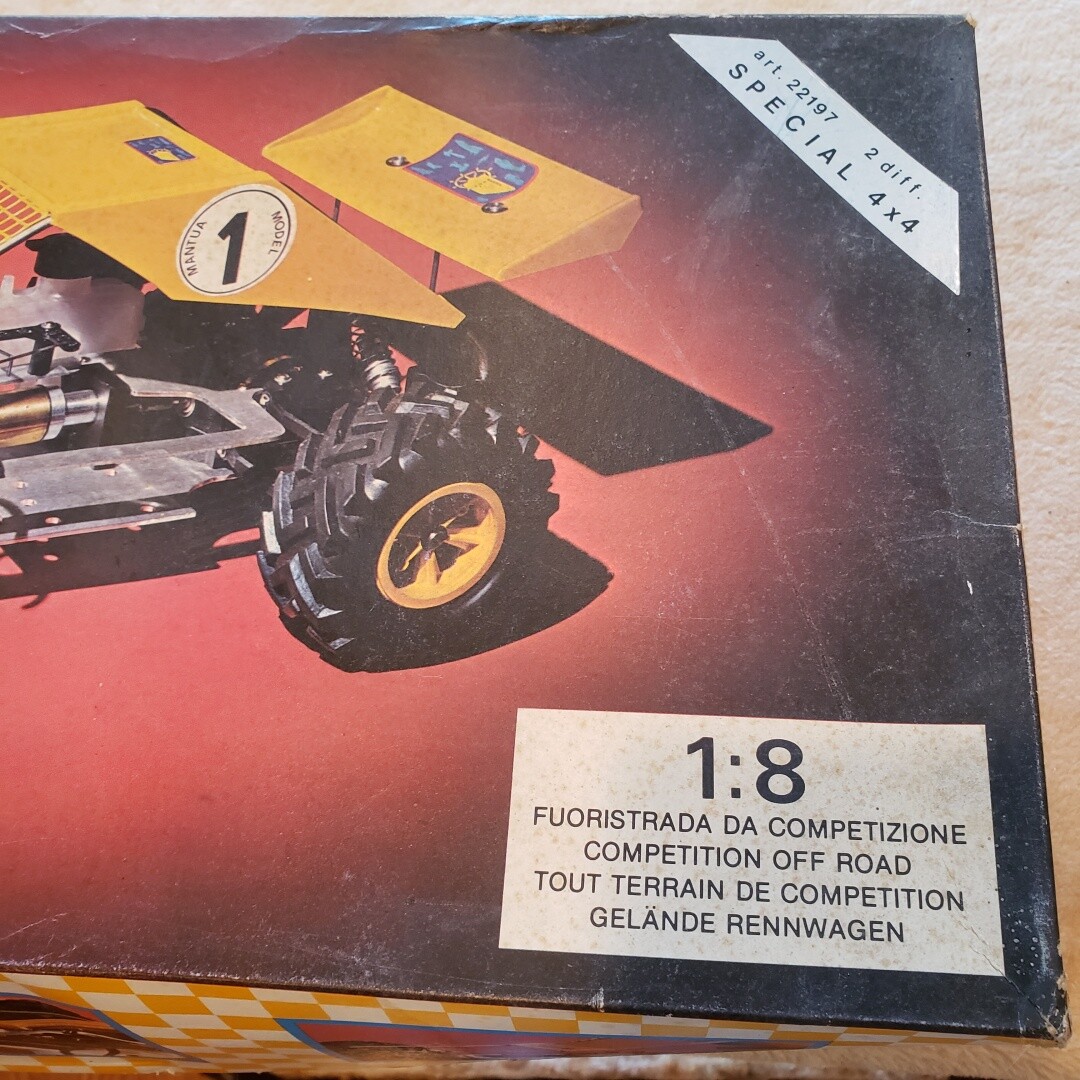 art. 22197 2 diff.
SPECIAL 4x4
MANTUA
1
MODEL
1:8
FUORISTRADA DA COMPETIZIONE
COMPETITION OFF ROAD
TOUT TERRAIN DE COMPETITION
GELÄNDE RENNWAGEN